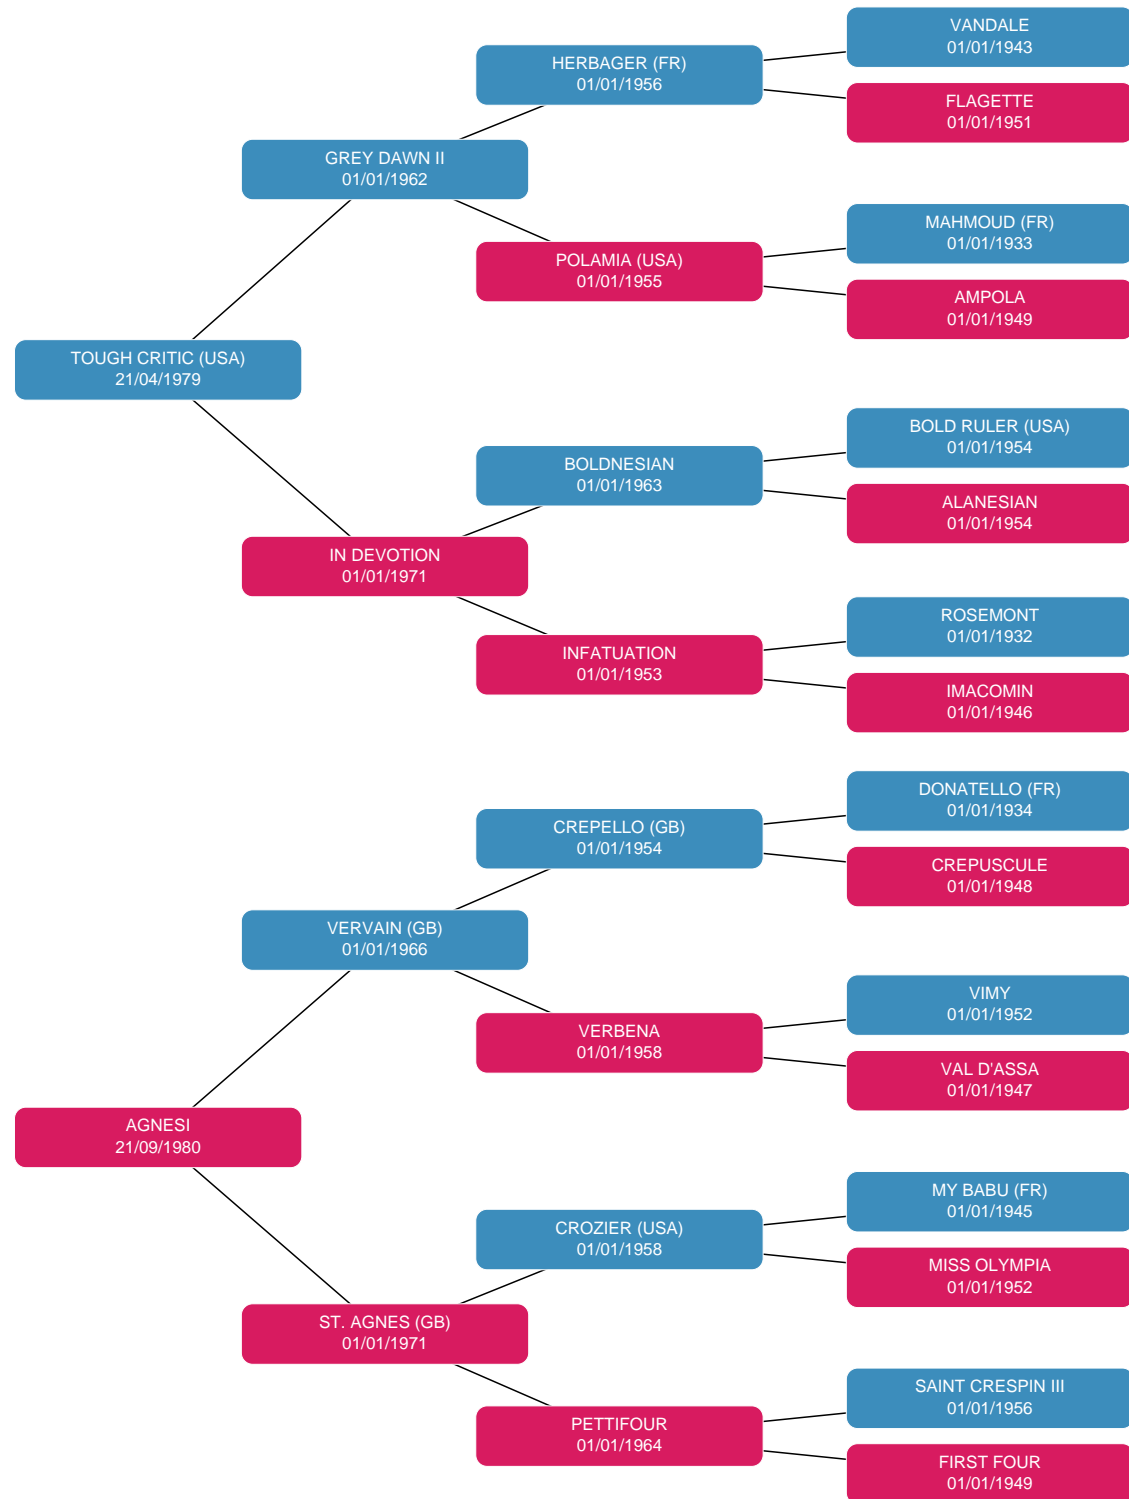 VANDALE
01/01/1943
HERBAGER (FR)
01/01/1956
FLAGETTE
01/01/1951
GREY DAWN II
01/01/1962
MAHMOUD (FR)
01/01/1933
POLAMIA (USA)
01/01/1955
AMPOLA
01/01/1949
TOUGH CRITIC (USA)
21/04/1979
BOLD RULER (USA)
01/01/1954
BOLDNESIAN
01/01/1963
ALANESIAN
01/01/1954
IN DEVOTION
01/01/1971
ROSEMONT
01/01/1932
INFATUATION
01/01/1953
IMACOMIN
01/01/1946
DONATELLO (FR)
01/01/1934
CREPELLO (GB)
01/01/1954
CREPUSCULE
01/01/1948
VERVAIN (GB)
01/01/1966
VIMY
01/01/1952
VERBENA
01/01/1958
VAL D'ASSA
01/01/1947
AGNESI
21/09/1980
MY BABU (FR)
01/01/1945
CROZIER (USA)
01/01/1958
MISS OLYMPIA
01/01/1952
ST. AGNES (GB)
01/01/1971
SAINT CRESPIN III
01/01/1956
PETTIFOUR
01/01/1964
FIRST FOUR
01/01/1949